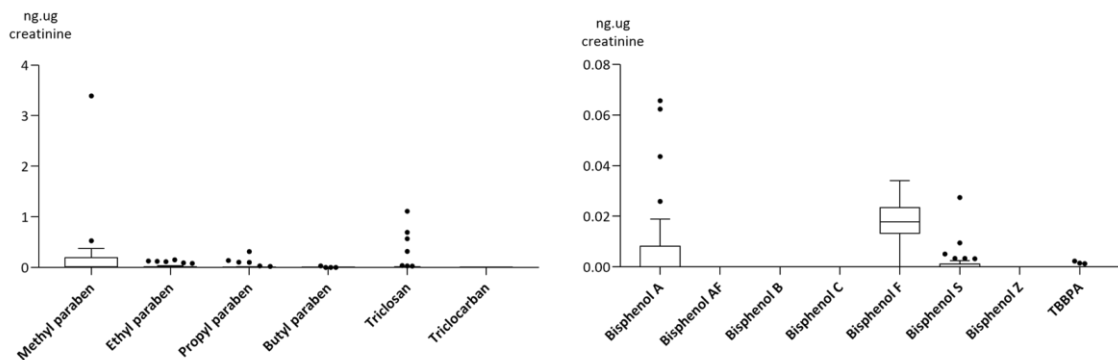 ng.ug
creatinine
4
3
2
1
0
Methyl paraben
Ethyl paraben
Propyl paraben
Butyl paraben
Triclosan
Triclocarban
ng.ug
creatinine
0.08
0.06
0.04
0.02
0.00
Bisphenol A
Bisphenol AF
Bisphenol B
Bisphenol C
Bisphenol F
Bisphenol S
Bisphenol Z
TBBPA